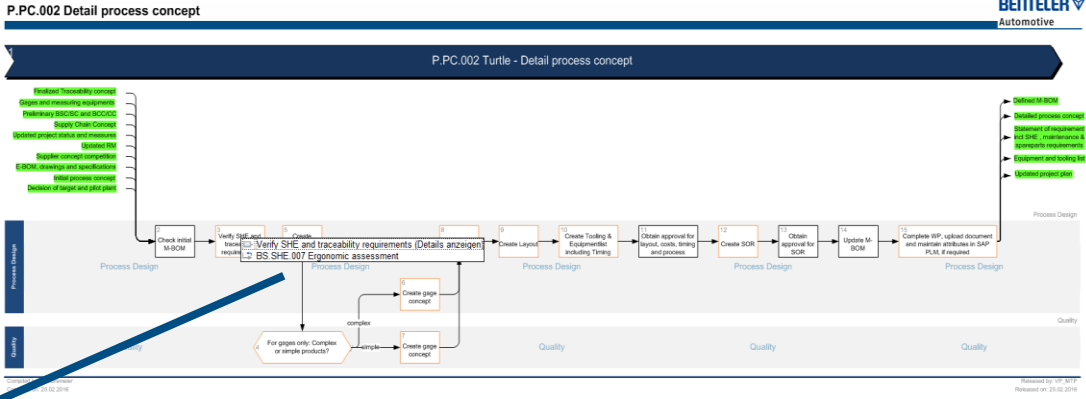 P.PC.002 Detail process concept
BENTELER
Automotive
1
P.PC.002 Turtle - Detail process concept
Finalized Traceability concept
Gages and measuring equipments
Preliminary BSC/SC and BCC/CC
Supply Chain Concept
Updated project status and measures
Updated RM
Supplier concept competition
E-BOM, drawings and specifications
Initial process concept
Decision of target and pilot plant
Defined M-BOM
Detailed process concept
Statement of requirement
incl SHE , maintenance &
spareparts requirements
Equipment and tooling list
Updated project plan
Process Design
Process Design
2
Check initial
M-BOM
3
Verify SHE and
5
Create
8
Verify SHE and traceability requirements (Details anzeigen)
BS.SHE.007 Ergonomic assessment
9
Create Layout
10
Create Tooling &
Equipmentlist
including Timing
11
Obtain approval for
layout, costs, timing
and process
12
Create SOR
13
Obtain
approval for
SOR
14
Update M-
BOM
15
Complete WP, upload document
and maintain attributes in SAP
PLM, if required
Process Design
Process Design
Process Design
Process Design
Process Design
6
Create gage
concept
complex
Quality
Quality
4
For gages only: Complex
or simple products?
simple
7
Create gage
concept
Quality
Quality
Quality
25.02.2016
Released by: VP_MTP
Released on: 25.02.2016